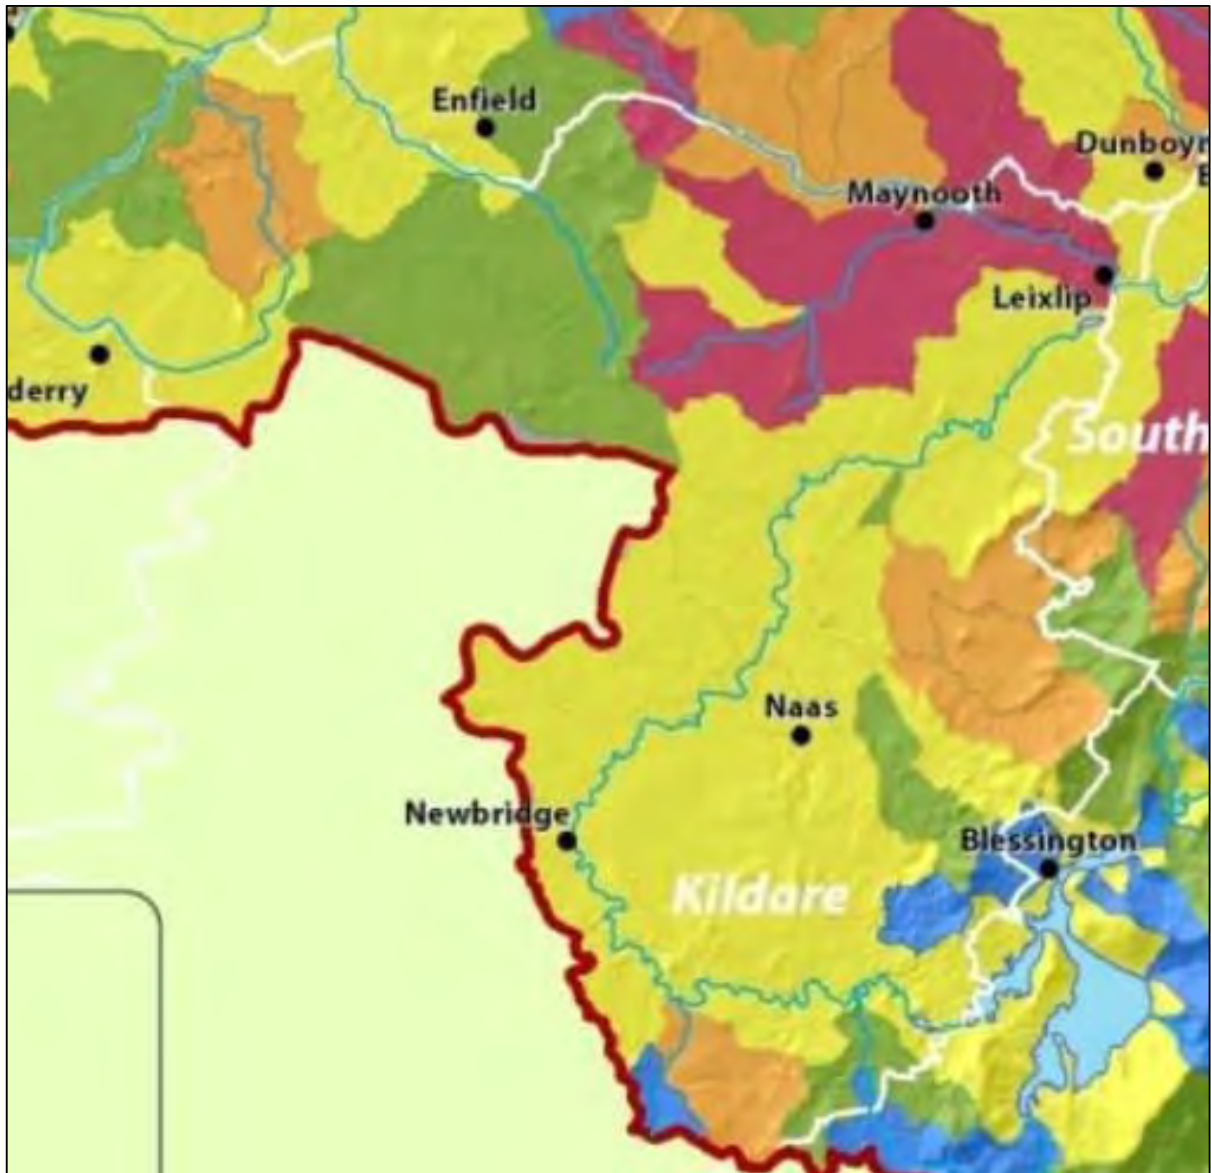 Enfield
Dunboyn
E
Maynooth
Leixlip
derry
South
Naas
Newbridge
Blessington
Kildare